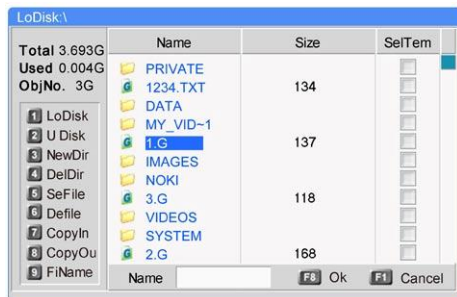 LoDisk:\
Total 3.693G
Used 0.004G
ObjNo. 3G
1 LoDisk
2 U Disk
3 NewDir
4 DelDir
5 SeFile
6 Defile
7 CopyIn
8 CopyOu
9 FiName
Name Size SelTem
PRIVATE
G 1234.TXT 134
DATA
MY_VID~1
G 1.G 137
IMAGES
NOKI
G 3.G 118
VIDEOS
SYSTEM
G 2.G 168
Name F8 Ok F1 Cancel